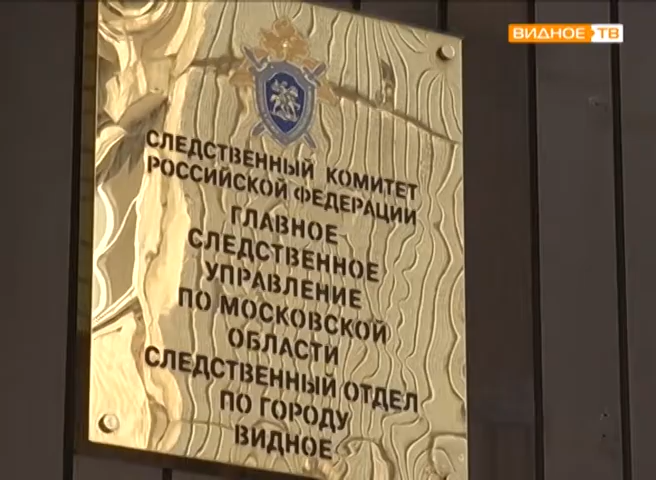 ВИДНОЕ ТВ
СЛЕДСТВЕННЫЙ КОМИТЕТ
РОССИЙСКОЙ ФЕДЕРАЦИИ
ГЛАВНОЕ
СЛЕДСТВЕННОЕ
УПРАВЛЕНИЕ
ПО МОСКОВСКОЙ
ОБЛАСТИ
СЛЕДСТВЕННЫЙ ОТДЕЛ
ПО ГОРОДУ
ВИДНОЕ